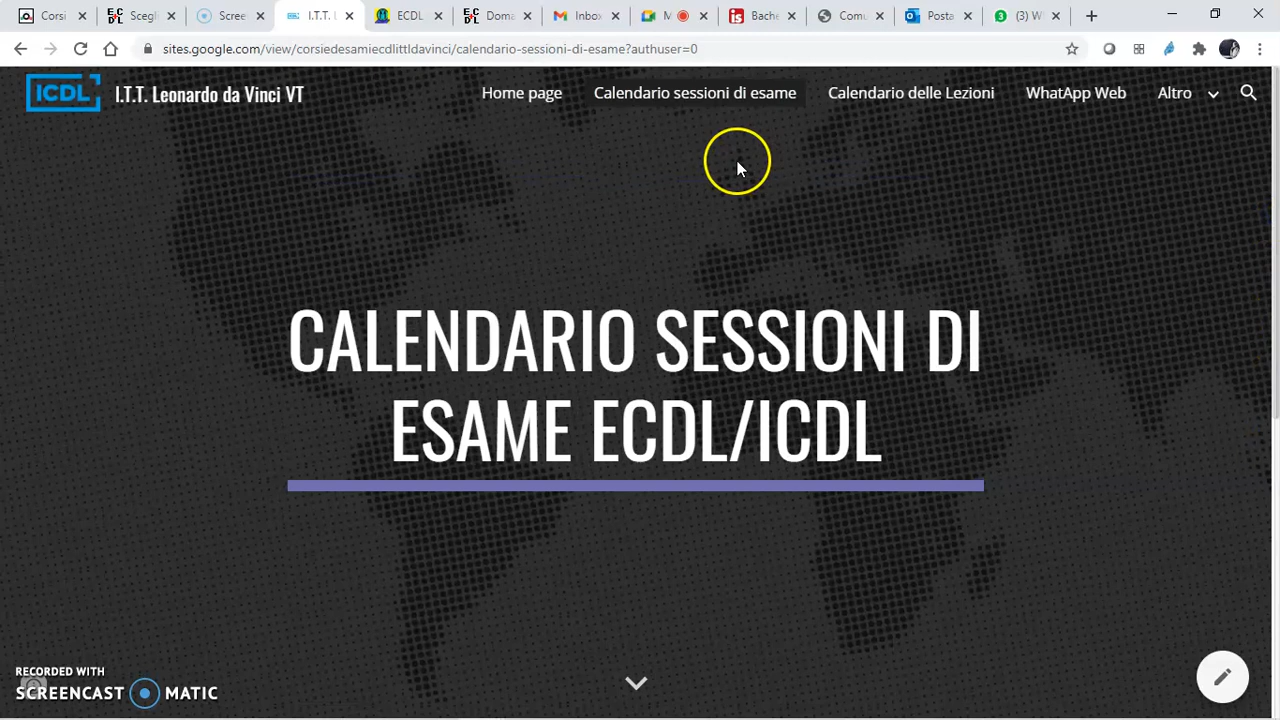 Corsi
Scegli
Scree
I.T.T. L
ECDL
Doma
Inbox
M
Bache
Comu
Posta
(3) W
sites.google.com/view/corsiedesamiecdlittldavinci/calendario-sessioni-di-esame?authuser=0
ICDL
I.T.T. Leonardo da Vinci VT
Home page
Calendario sessioni di esame
Calendario delle Lezioni
WhatApp Web
Altro
CALENDARIO SESSIONI DI
ESAME ECDL/ICDL
RECORDED WITH
SCREENCAST MATIC